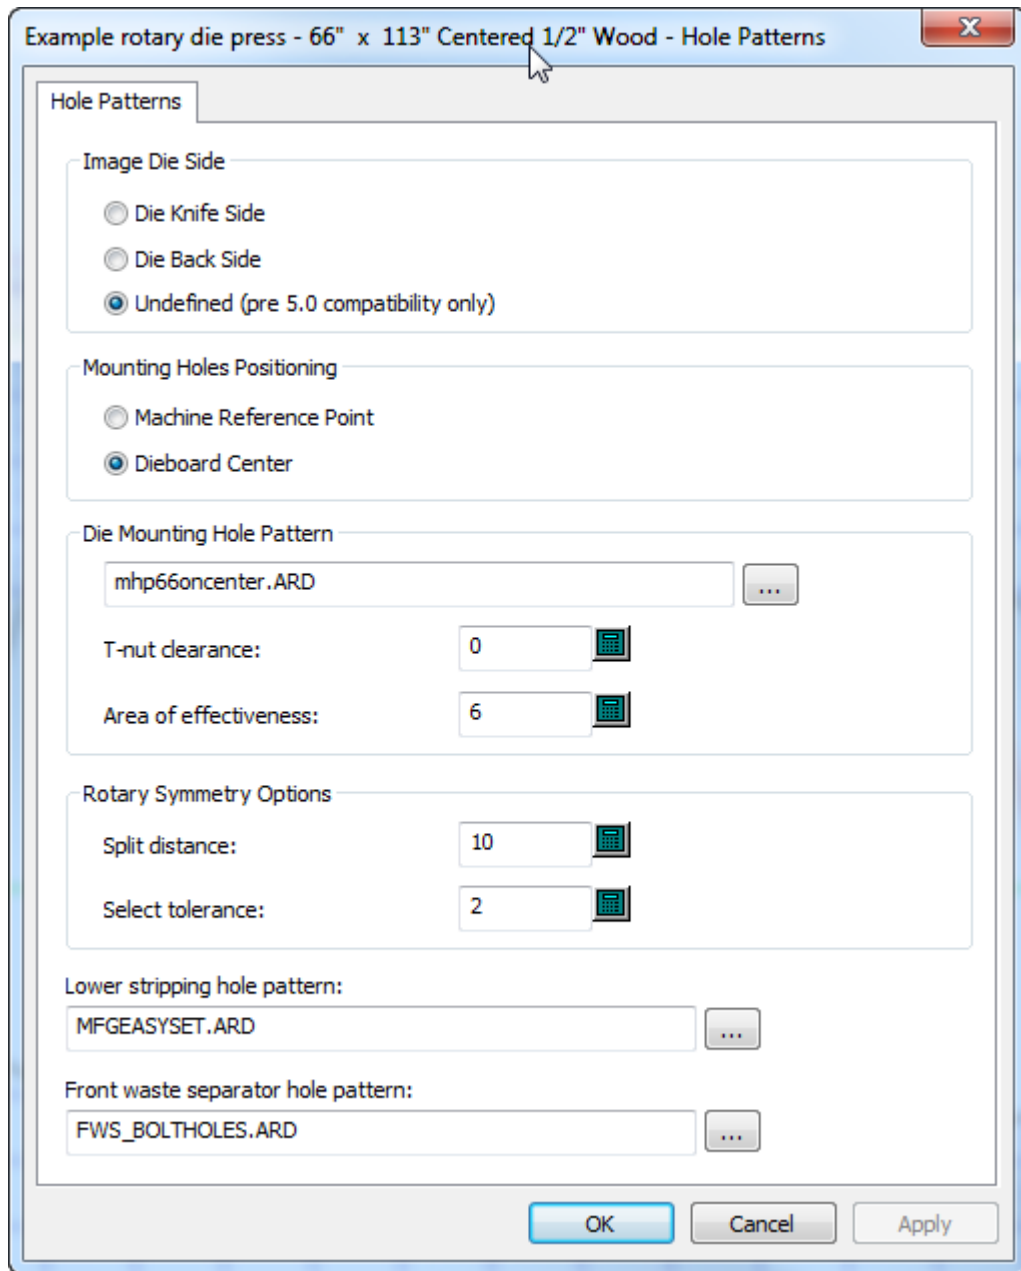 Example rotary die press - 66" x 113" Centered 1/2" Wood - Hole Patterns
Hole Patterns
Image Die Side
Die Knife Side
Die Back Side
Undefined (pre 5.0 compatibility only)
Mounting Holes Positioning
Machine Reference Point
Dieboard Center
Die Mounting Hole Pattern
mhp66oncenter.ARD ...
T-nut clearance: 0
Area of effectiveness: 6
Rotary Symmetry Options
Split distance: 10
Select tolerance: 2
Lower stripping hole pattern:
MFGEASYSET.ARD ...
Front waste separator hole pattern:
FWS_BOLTHOLES.ARD ...
OK Cancel Apply